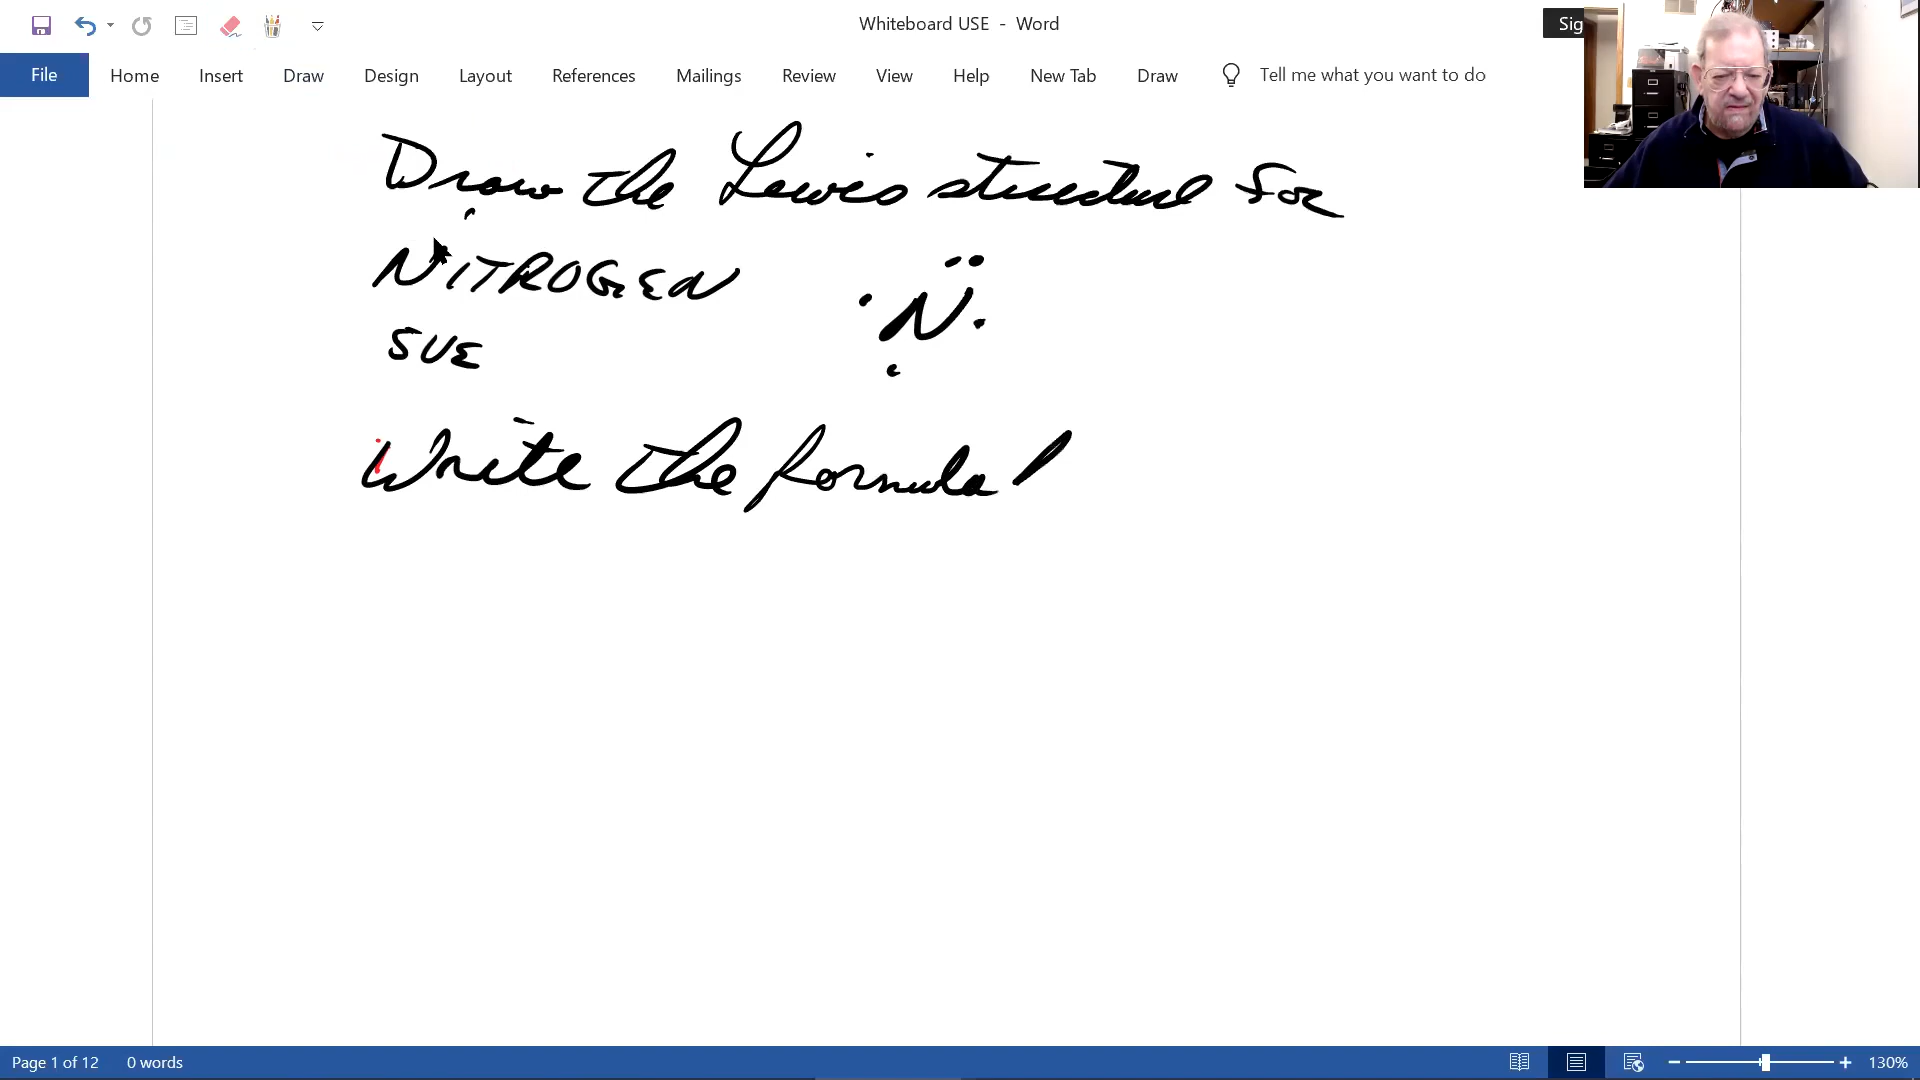 Whiteboard USE - Word
Sig
File Home Insert Draw Design Layout References Mailings Review View Help New Tab Draw Tell me what you want to do
Draw the Lewis structure for
NITROGEN
N
5VE
Write the formula
Page 1 of 12 0 words 130%